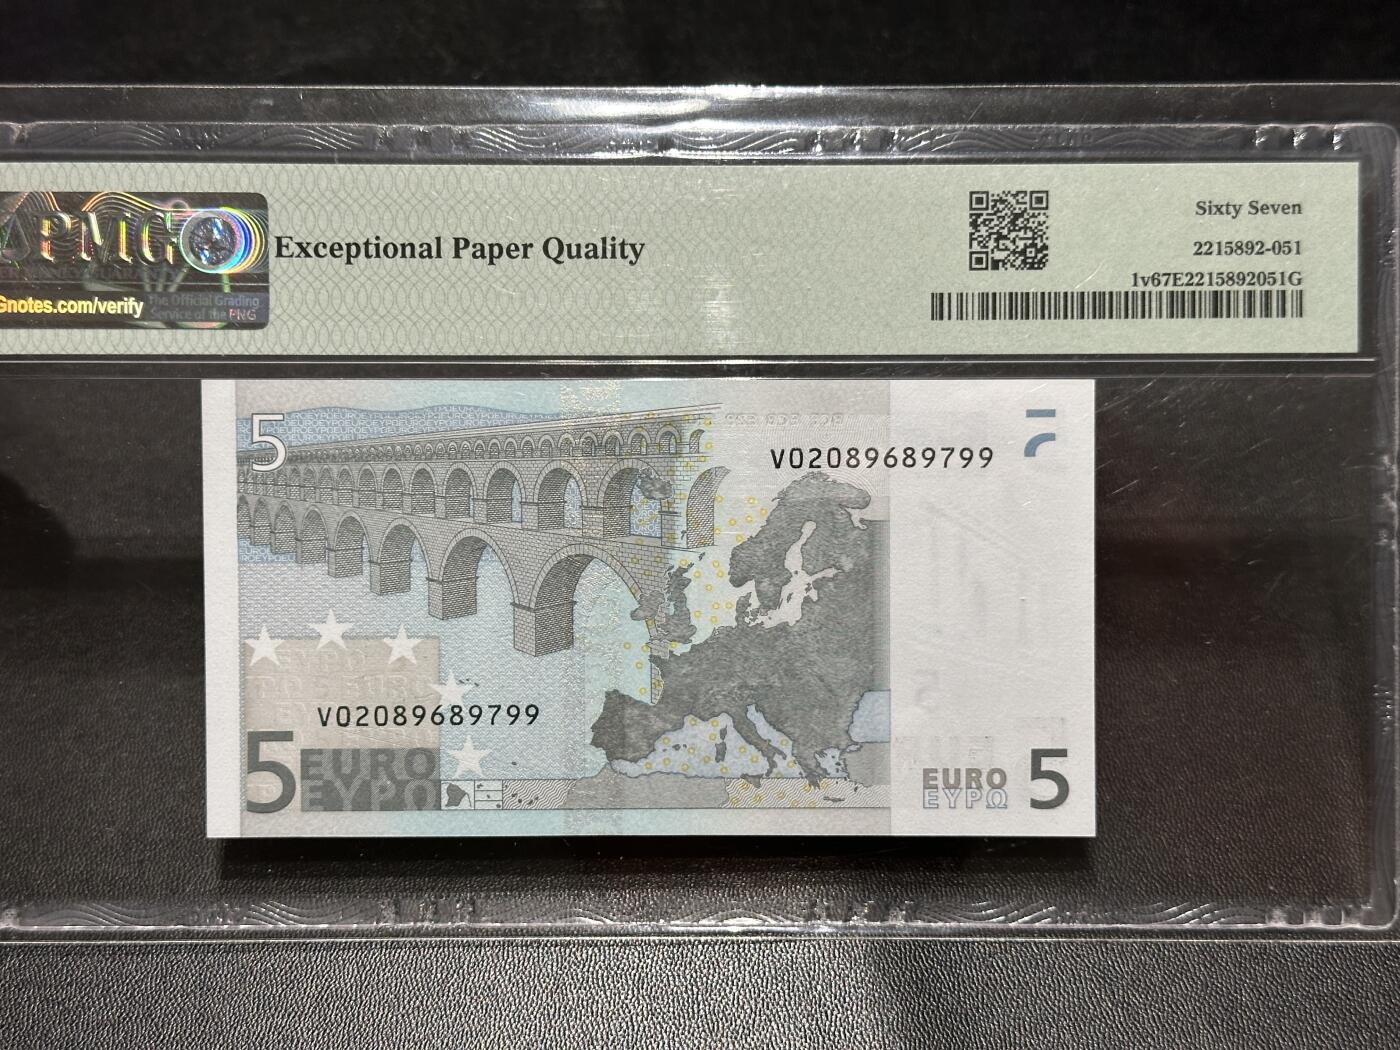 PMG
Gnotes.com/verify
The Official Grading
Service of the PNG
Exceptional Paper Quality
Sixty Seven
2215892-051
1v67E2215892051G
5
V02089689799
V02089689799
5
EURO
ΕΥΡΩ
EURO
ΕΥΡΩ
5